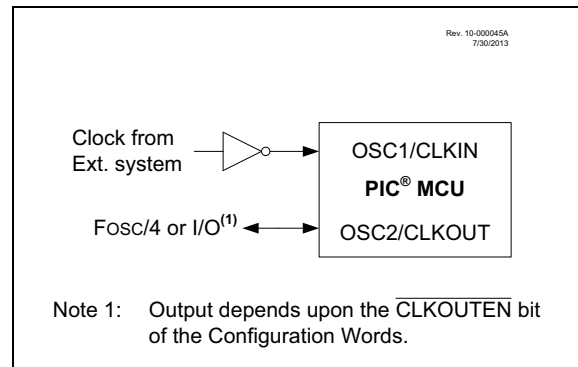 Rev. 10-000045A
7/30/2013
Clock from
Ext. system
OSC1/CLKIN
PIC® MCU
FOSC/4 or I/O(1)
OSC2/CLKOUT
Note 1: Output depends upon the CLKOUTEN bit
of the Configuration Words.